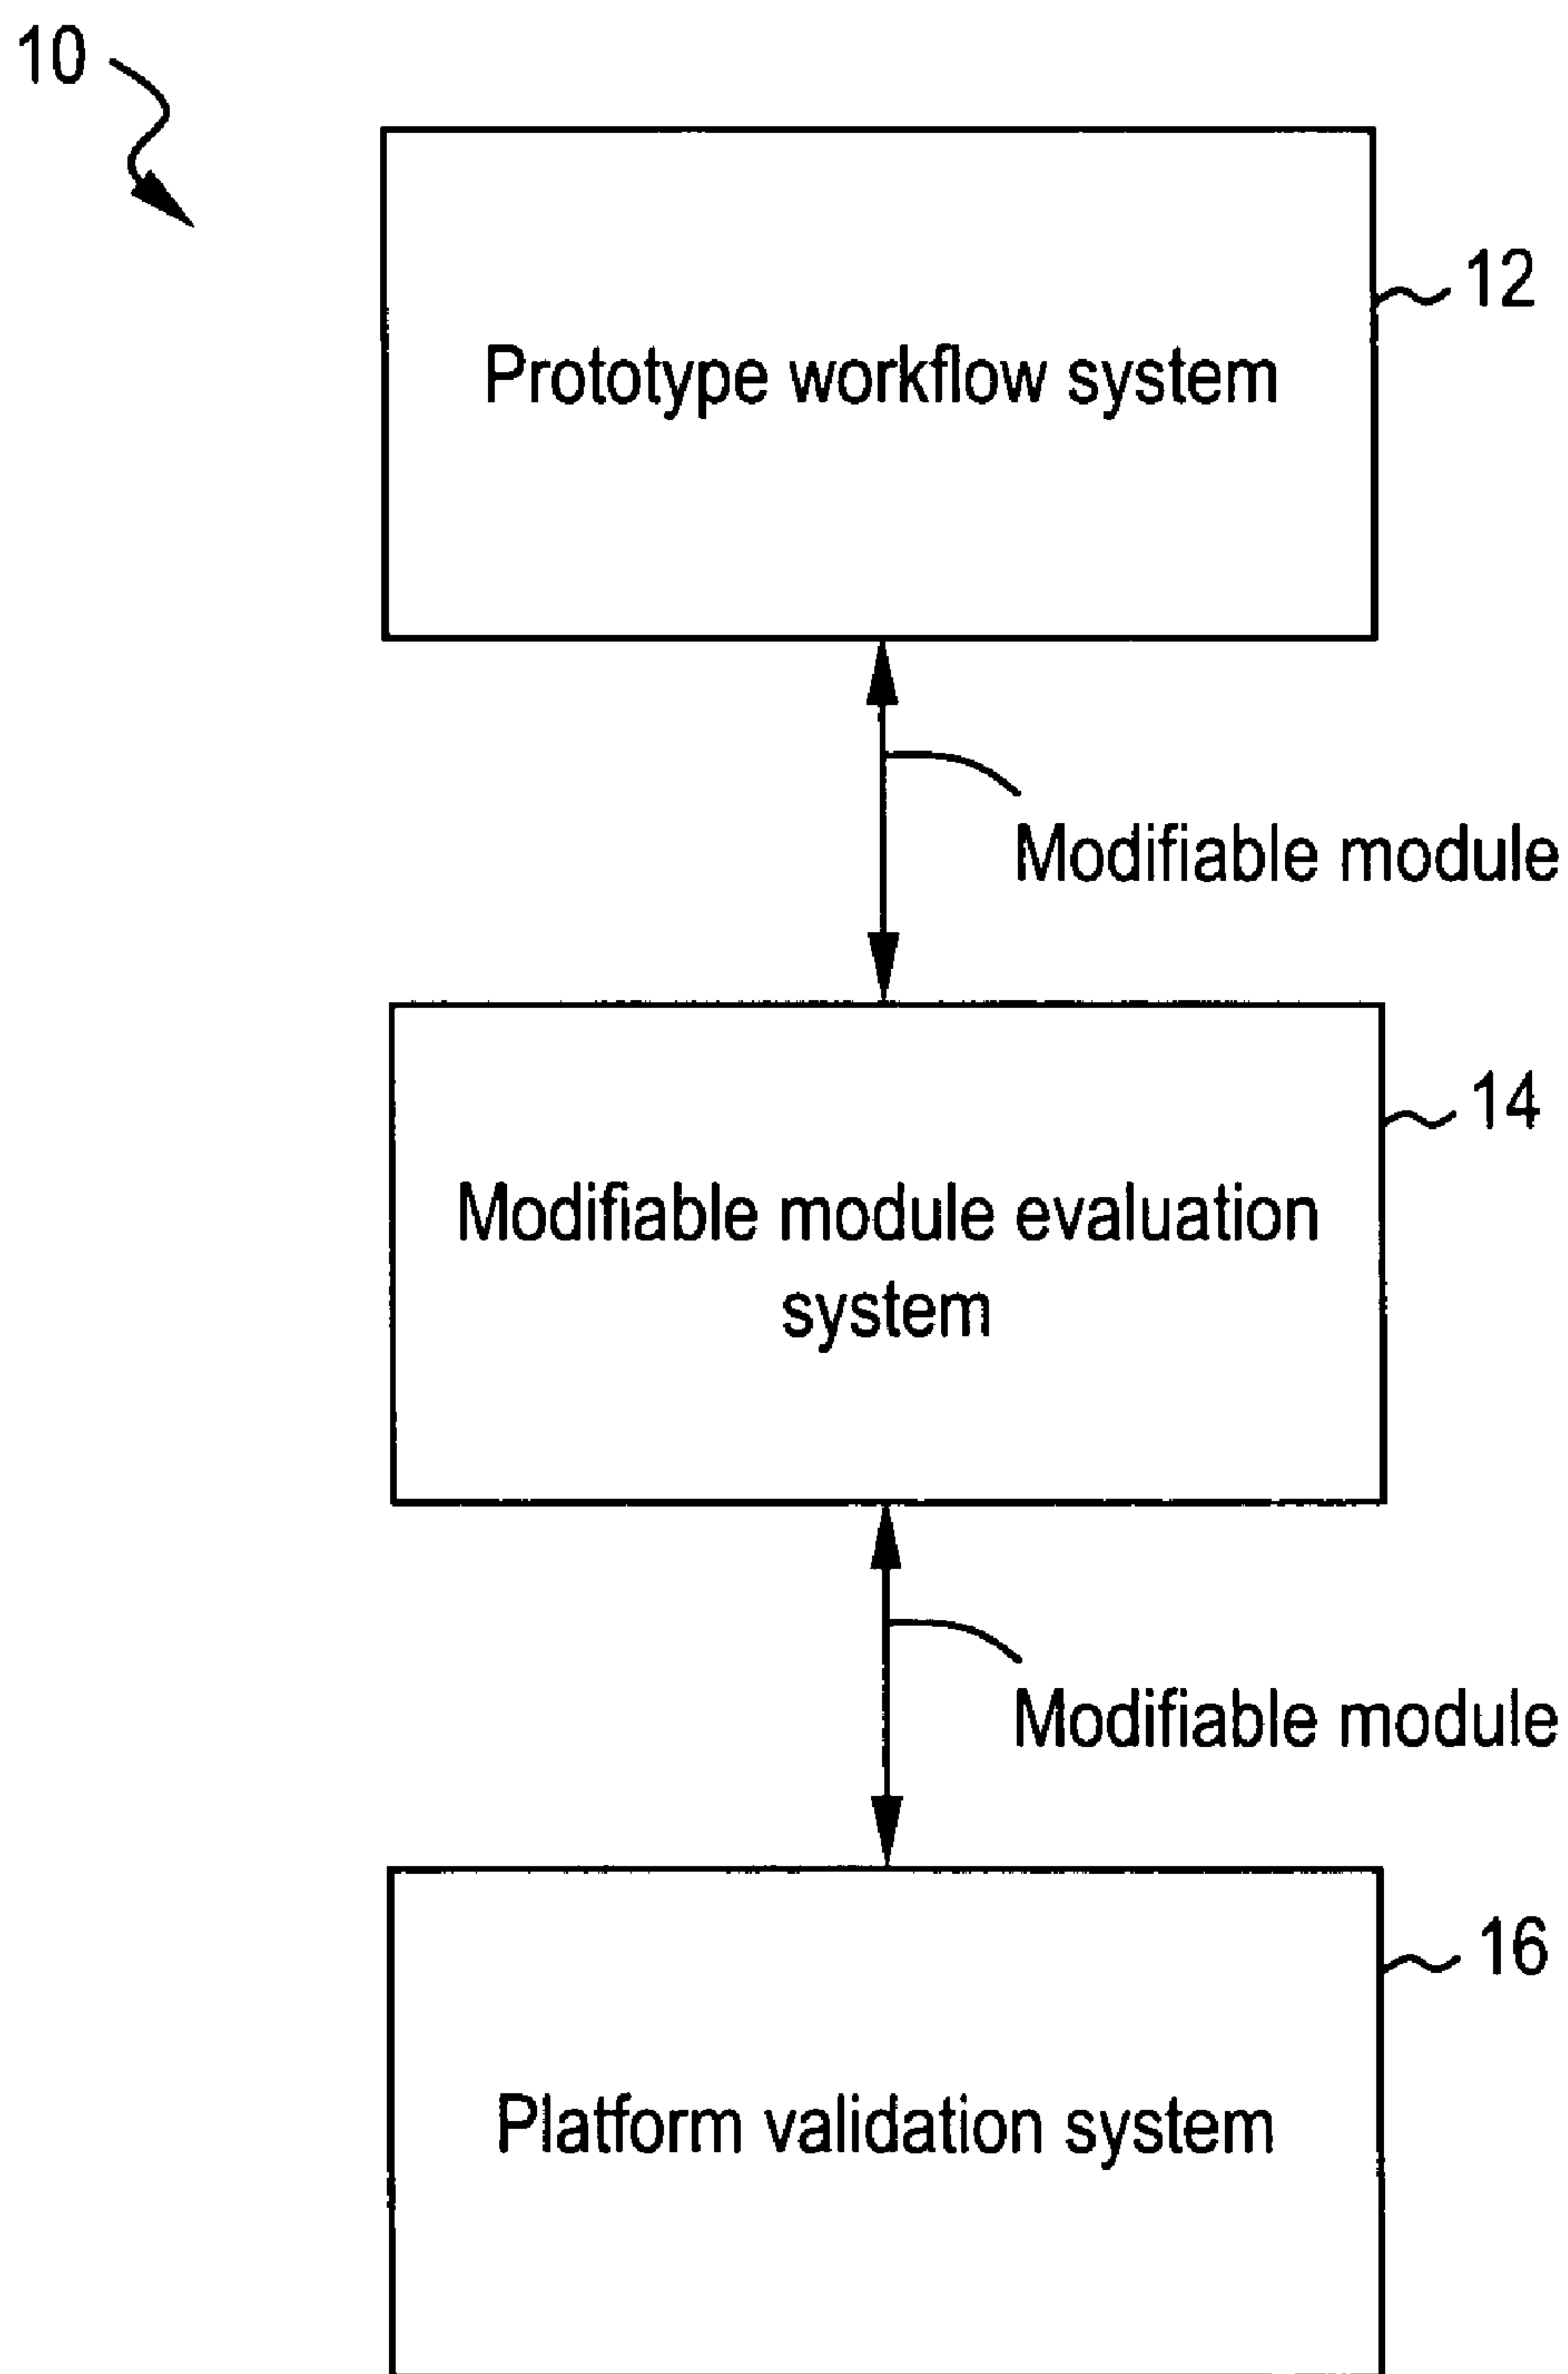 10
12
Prototype workflow system
Modifiable module
14
Modifiable module evaluation
system
Modifiable module
16
Platform validation system